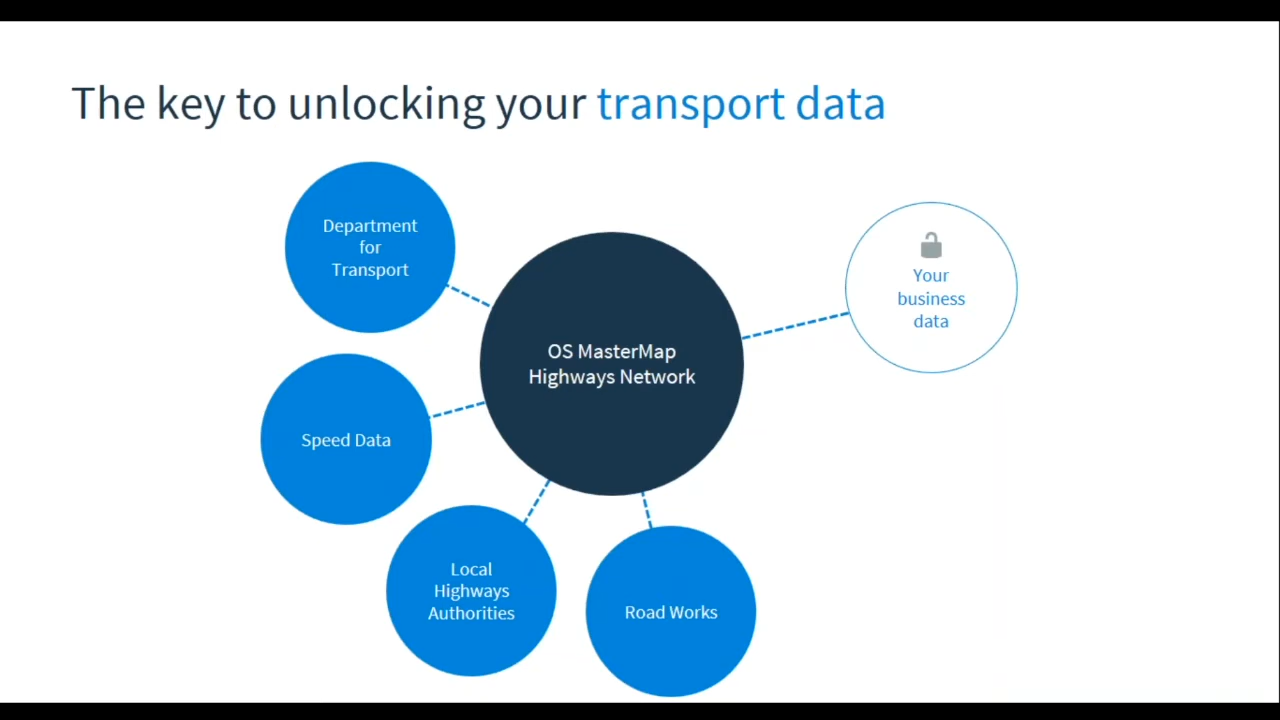 The key to unlocking your transport data
Department
for
Transport
Your
business
data
OS MasterMap
Highways Network
Speed Data
Local
Highways
Authorities
Road Works